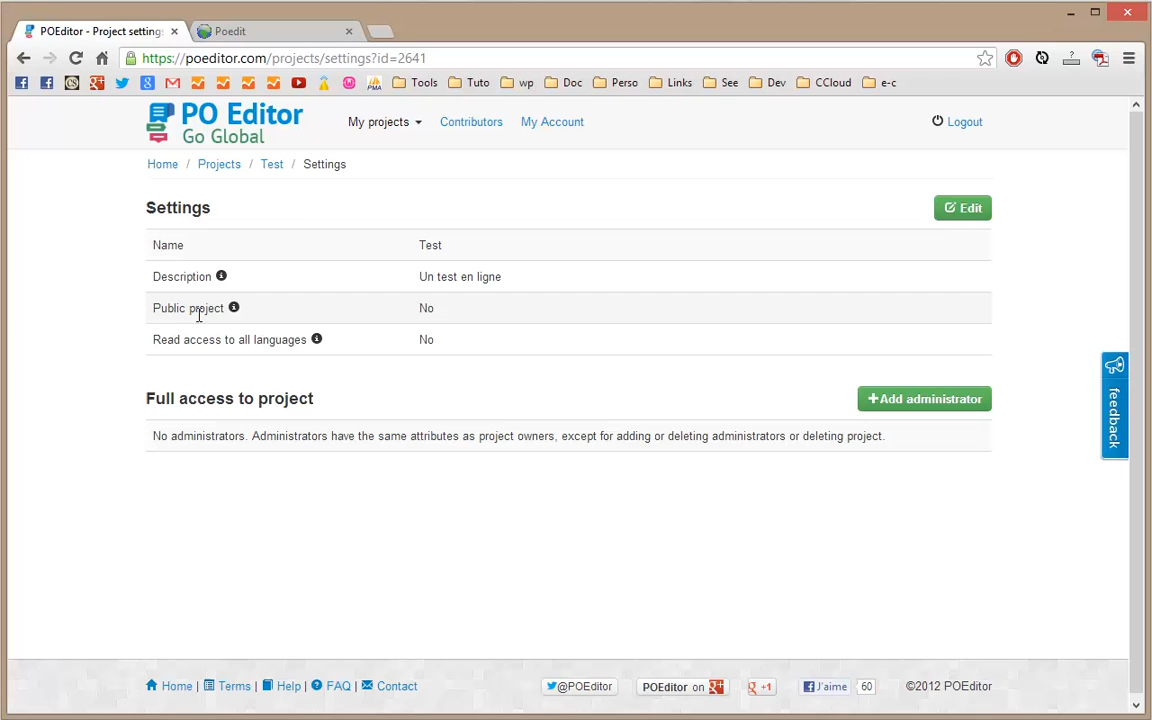 POEditor - Project setting
Poedit
https://poeditor.com/projects/settings?id=2641
Tools
Tuto
wp
Doc
Perso
Links
See
Dev
CCloud
e-c
PO Editor
Go Global
My projects
Contributors
My Account
Logout
Home / Projects / Test / Settings
Settings
Edit
Name
Test
Description
Un test en ligne
Public project
No
Read access to all languages
No
Full access to project
+Add administrator
No administrators. Administrators have the same attributes as project owners, except for adding or deleting administrators or deleting project.
feedback
Home | Terms | Help | FAQ | Contact
@POEditor
POEditor on
+1
J'aime
60
©2012 POEditor